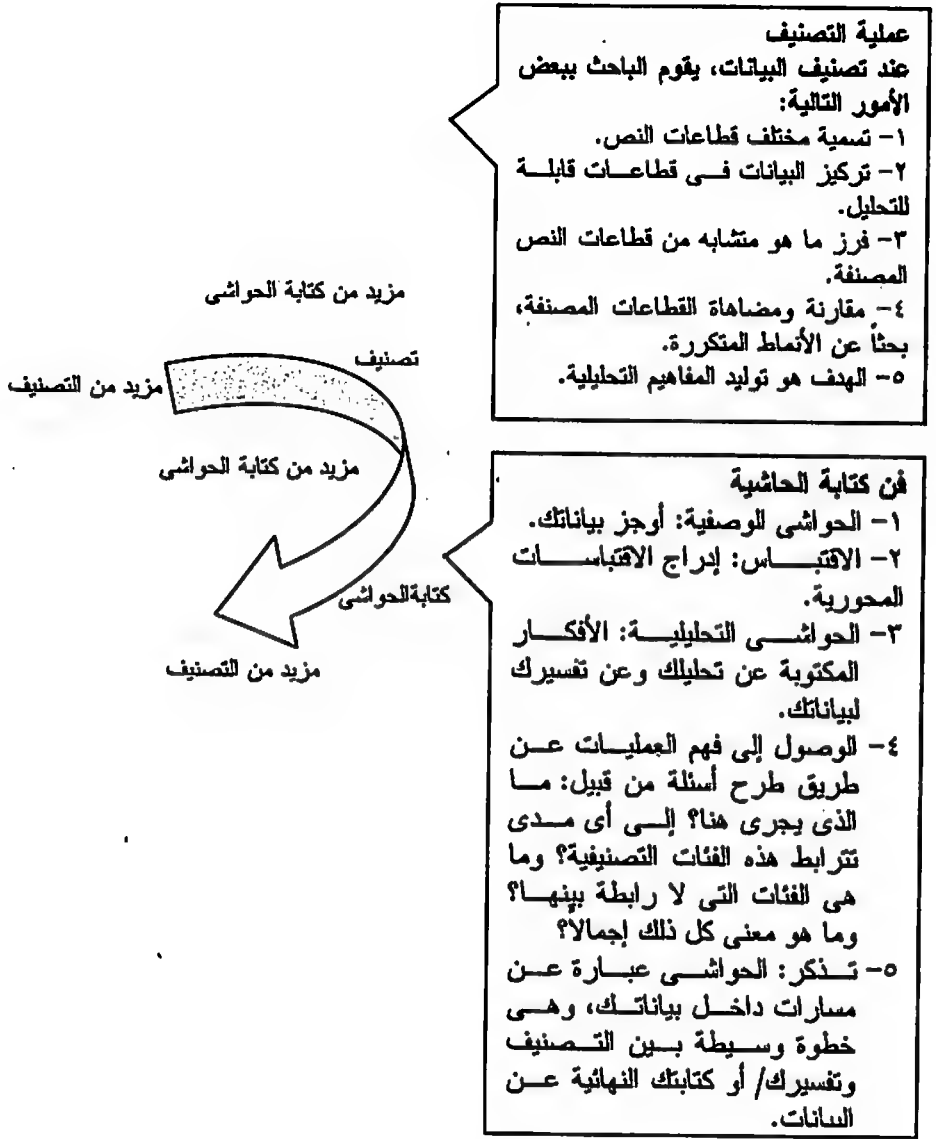 عملية التصنيف
عند تصنيف البيانات، يقوم الباحث ببعض
الأمور التالية:
١- تسمية مختلف قطاعات النص.
٢- تركيز البيانات فى قطاعات قابلة
للتحليل.
٣- فرز ما هو متشابه من قطاعات النص
المصنفة.
٤- مقارنة ومضاهاة القطاعات المصنفة،
بحثاً عن الأنماط المتكررة.
٥- الهدف هو توليد المفاهيم التحليلية.
مزيد من كتابة الحواشى
تصنيف
مزيد من التصنيف
مزيد من كتابة الحواشى
كتابةالحواشى
مزيد من التصنيف
فن كتابة الحاشية
١- الحواشى الوصفية: أوجز بياناتك.
٢- الاقتباس: إدراج الاقتباسات
المحورية.
٣- الحواشى التحليلية: الأفكار
المكتوبة عن تحليلك وعن تفسيرك
لبياناتك.
٤- الوصول إلى فهم العمليات عن
طريق طرح أسئلة من قبيل: ما
الذى يجرى هنا؟ إلى أى مدى
تترابط هذه الفئات التصنيفية؟ وما
هى الفئات التى لا رابطة بينها؟
وما هو معنى كل ذلك إجمالاً؟
٥- تذكر: الحواشى عبارة عن
مسارات داخل بياناتك، وهى
خطوة وسيطة بين التصنيف
وتفسيرك/ أو كتابتك النهائية عن
البيانات.